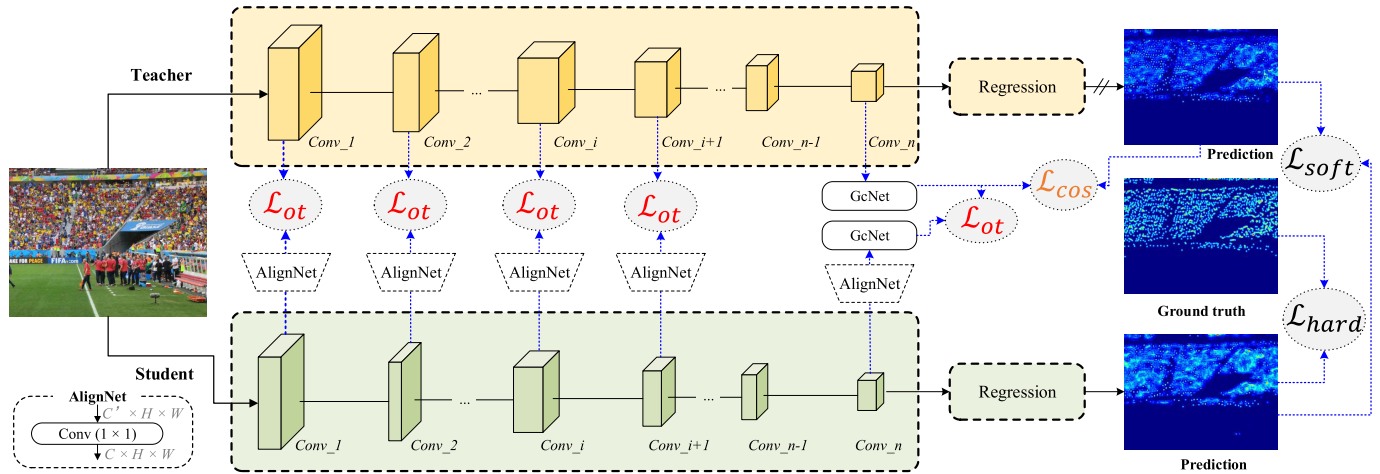 Teacher
Conv_1
Conv_2
...
Conv_i
Conv_i+1
...
Conv_n-1
Conv_n
Regression
Prediction
ℒot
ℒot
ℒot
ℒot
GcNet
GcNet
ℒot
ℒcos
ℒsoft
AlignNet
AlignNet
AlignNet
AlignNet
AlignNet
Ground truth
ℒhard
FIFA
Student
Conv_1
Conv_2
...
Conv_i
Conv_i+1
...
Conv_n-1
Conv_n
Regression
Prediction
AlignNet
C' × H × W
Conv (1 × 1)
C × H × W